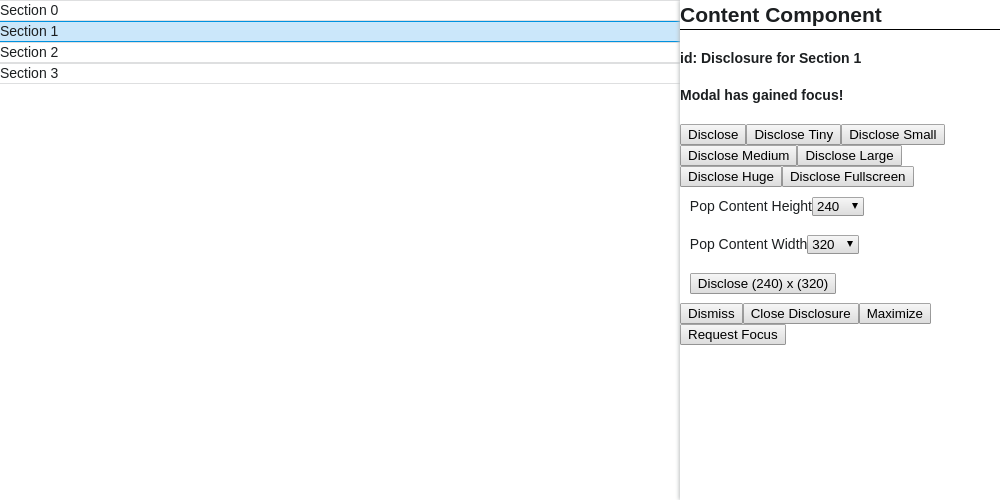 Section 0
Section 1
Section 2
Section 3
Content Component
id: Disclosure for Section 1
Modal has gained focus!
Disclose Disclose Tiny Disclose Small
Disclose Medium Disclose Large
Disclose Huge Disclose Fullscreen
Pop Content Height 240
Pop Content Width 320
Disclose (240) x (320)
Dismiss Close Disclosure Maximize
Request Focus